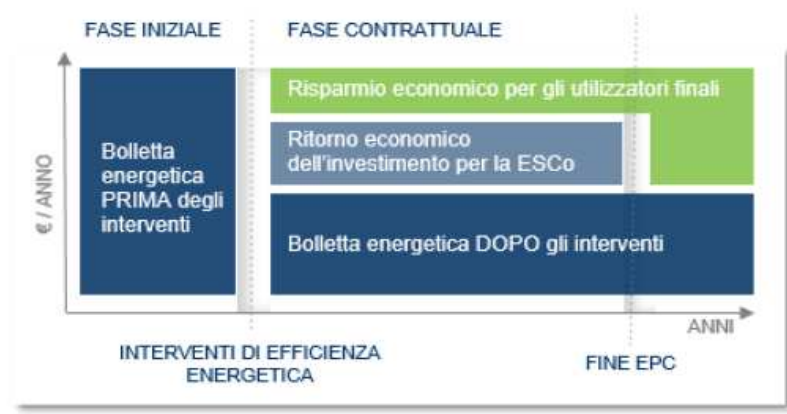 FASE INIZIALE
FASE CONTRATTUALE
€ / ANNO
Bolletta
energetica
PRIMA degli
interventi
Risparmio economico per gli utilizzatori finali
Ritorno economico
dell'investimento per la ESCo
Bolletta energetica DOPO gli interventi
ANNI
INTERVENTI DI EFFICIENZA
ENERGETICA
FINE EPC